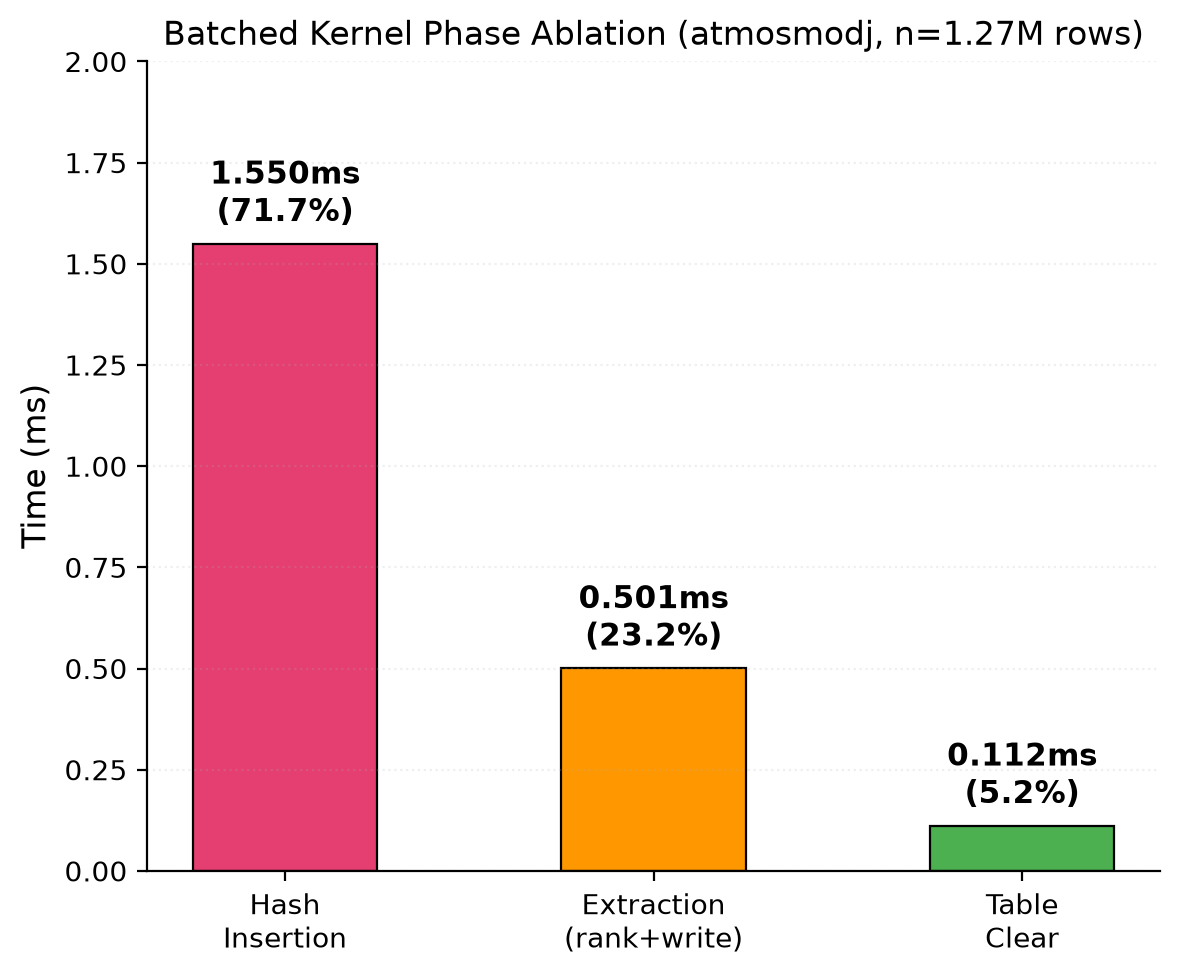 Batched Kernel Phase Ablation (atmosmodj, n=1.27M rows)
2.00
1.75
1.50
1.25
1.00
0.75
0.50
0.25
0.00
Time (ms)
1.550ms
(71.7%)
0.501ms
(23.2%)
0.112ms
(5.2%)
Hash
Insertion
Extraction
(rank+write)
Table
Clear